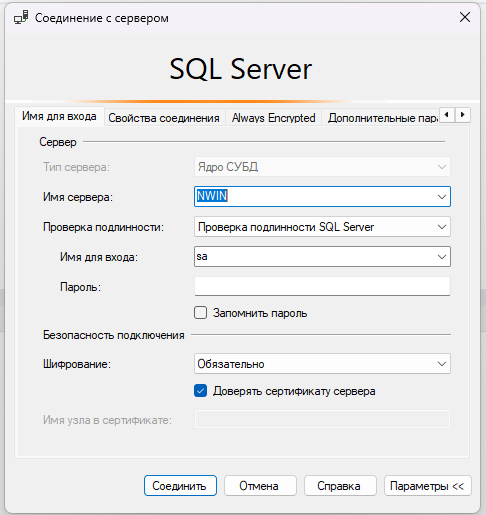 Соединение с сервером
SQL Server
Имя для входа Свойства соединения Always Encrypted Дополнительные пара
Сервер
Тип сервера: Ядро СУБД
Имя сервера: NWIN
Проверка подлинности: Проверка подлинности SQL Server
Имя для входа: sa
Пароль:
Запомнить пароль
Безопасность подключения
Шифрование: Обязательно
Доверять сертификату сервера
Имя узла в сертификате:
Соединить Отмена Справка Параметры <<